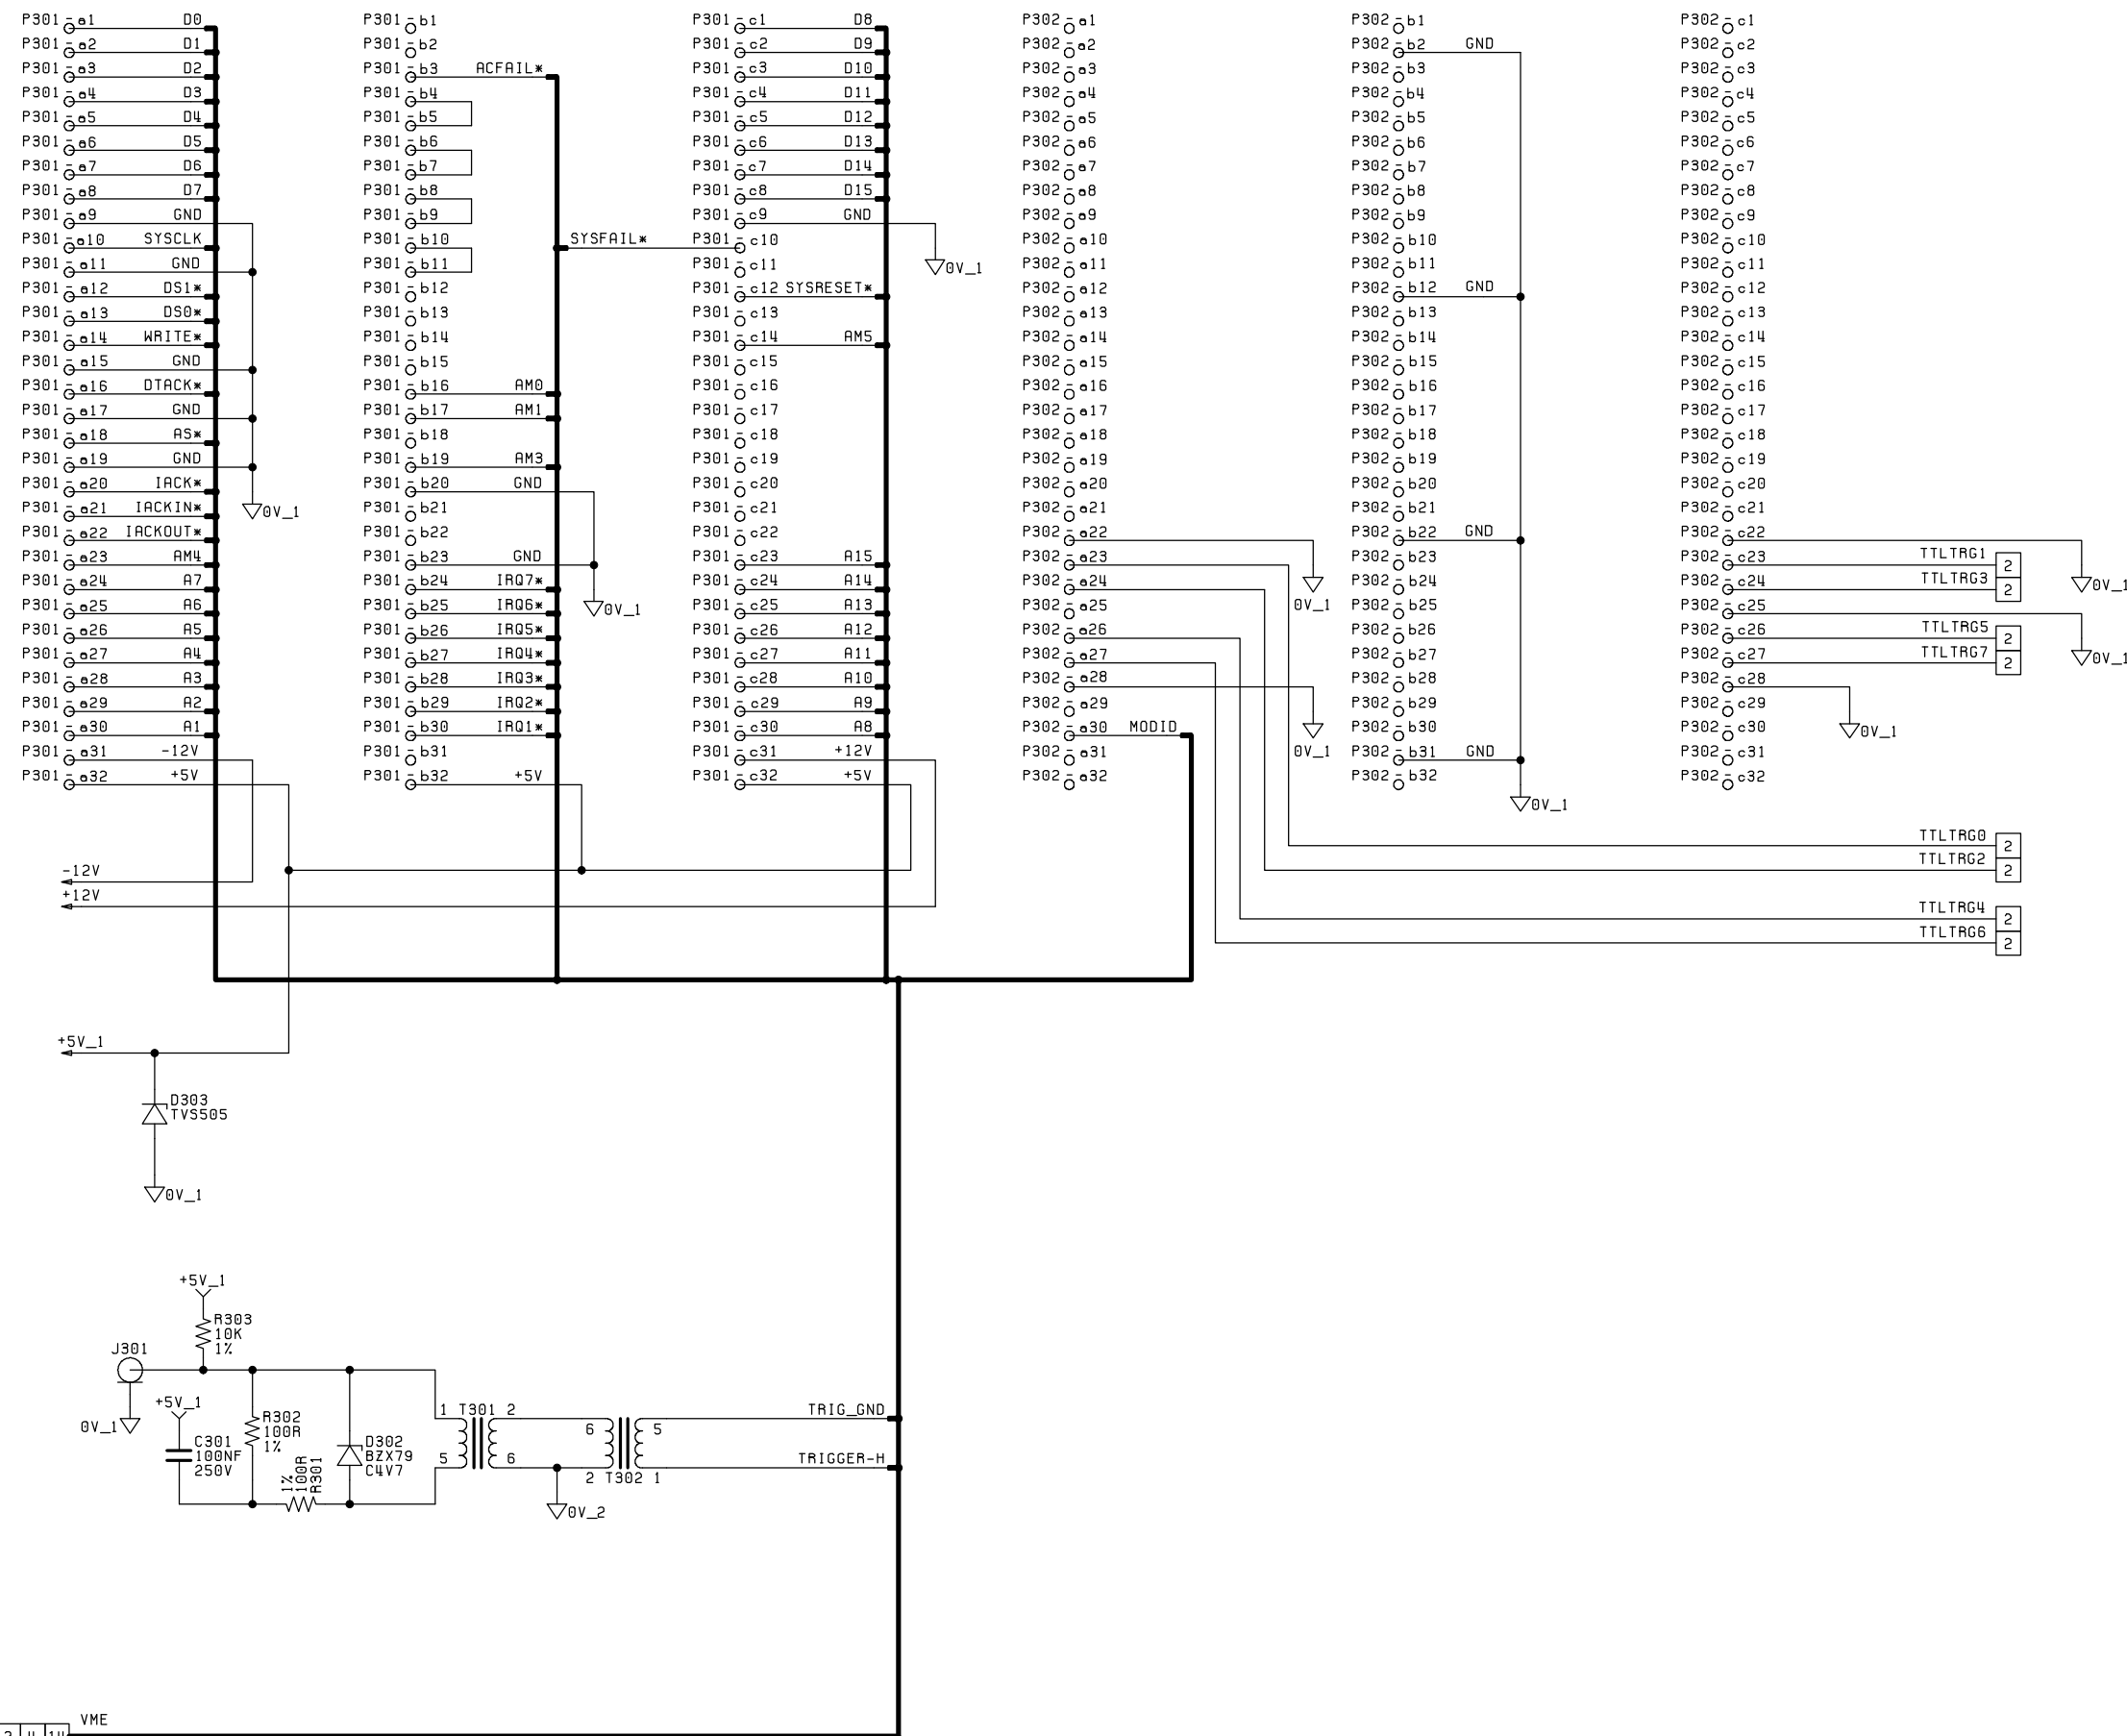 P301-a1 D0
P301-a2 D1
P301-a3 D2
P301-a4 D3
P301-a5 D4
P301-a6 D5
P301-a7 D6
P301-a8 D7
P301-a9 GND
P301-a10 SYSCLK
P301-a11 GND
P301-a12 DS1*
P301-a13 DS0*
P301-a14 WRITE*
P301-a15 GND
P301-a16 DTACK*
P301-a17 GND
P301-a18 AS*
P301-a19 GND
P301-a20 IACK*
P301-a21 IACKIN*
0V_1
P301-a22 IACKOUT*
P301-a23 AM4
P301-a24 A7
P301-a25 A6
P301-a26 A5
P301-a27 A4
P301-a28 A3
P301-a29 A2
P301-a30 A1
P301-a31 -12V
P301-a32 +5V
P301-b1
P301-b2
P301-b3 ACFAIL*
P301-b4
P301-b5
P301-b6
P301-b7
P301-b8
P301-b9
P301-b10
SYSFAIL*
P301-b11
P301-b12
P301-b13
P301-b14
P301-b15
P301-b16 AM0
P301-b17 AM1
P301-b18
P301-b19 AM3
P301-b20 GND
P301-b21
P301-b22
P301-b23 GND
P301-b24 IRQ7*
P301-b25 IRQ6*
0V_1
P301-b26 IRQ5*
P301-b27 IRQ4*
P301-b28 IRQ3*
P301-b29 IRQ2*
P301-b30 IRQ1*
P301-b31
P301-b32 +5V
P301-c1 D8
P301-c2 D9
P301-c3 D10
P301-c4 D11
P301-c5 D12
P301-c6 D13
P301-c7 D14
P301-c8 D15
P301-c9 GND
P301-c10
P301-c11
0V_1
P301-c12 SYSRESET*
P301-c13
P301-c14 AM5
P301-c15
P301-c16
P301-c17
P301-c18
P301-c19
P301-c20
P301-c21
P301-c22
P301-c23 A15
P301-c24 A14
P301-c25 A13
P301-c26 A12
P301-c27 A11
P301-c28 A10
P301-c29 A9
P301-c30 A8
P301-c31 +12V
P301-c32 +5V
P302-a1
P302-a2
P302-a3
P302-a4
P302-a5
P302-a6
P302-a7
P302-a8
P302-a9
P302-a10
P302-a11
P302-a12
P302-a13
P302-a14
P302-a15
P302-a16
P302-a17
P302-a18
P302-a19
P302-a20
P302-a21
P302-a22
P302-a23
P302-a24
P302-a25
0V_1
P302-a26
P302-a27
P302-a28
P302-a29
P302-a30 MODID
P302-a31
0V_1
P302-a32
P302-b1
P302-b2 GND
P302-b3
P302-b4
P302-b5
P302-b6
P302-b7
P302-b8
P302-b9
P302-b10
P302-b11
P302-b12 GND
P302-b13
P302-b14
P302-b15
P302-b16
P302-b17
P302-b18
P302-b19
P302-b20
P302-b21
P302-b22 GND
P302-b23
P302-b24
P302-b25
P302-b26
P302-b27
P302-b28
P302-b29
P302-b30
P302-b31 GND
P302-b32
0V_1
P302-c1
P302-c2
P302-c3
P302-c4
P302-c5
P302-c6
P302-c7
P302-c8
P302-c9
P302-c10
P302-c11
P302-c12
P302-c13
P302-c14
P302-c15
P302-c16
P302-c17
P302-c18
P302-c19
P302-c20
P302-c21
P302-c22
P302-c23 TTLTRG1 2
P302-c24 TTLTRG3 2
0V_1
P302-c25
P302-c26 TTLTRG5 2
P302-c27 TTLTRG7 2
0V_1
P302-c28
P302-c29
P302-c30
0V_1
P302-c31
P302-c32
TTLTRG0 2
TTLTRG2 2
TTLTRG4 2
TTLTRG6 2
-12V
+12V
+5V_1
D303
TVS505
0V_1
+5V_1
R303
10K
1%
J301
0V_1
+5V_1
C301
100NF
250V
R302
100R
1%
1%
100R
R301
D302
BZX79
C4V7
1 T301 2
5 6
0V_2
6 5
2 T302 1
TRIG_GND
TRIGGER-H
VME